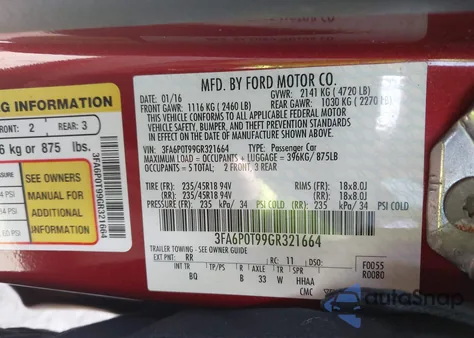 MFD. BY FORD MOTOR CO.
01/16 GVWR: 2141 KG ( 4720 LB)
FRONT GAWR: 1116 KG ( 2460 LB) REAR GAWR: 1030 KG ( 2270 LB)
THIS VEHICLE CONFORMS TO ALL APPLICABLE FEDERAL MOTOR
VEHICLE SAFETY, BUMPER, AND THEFT PREVENTION STANDARDS
IN EFFECT ON THE DATE OF MANUFACTURE SHOWN ABOVE.
VIN: 3FA6P0T99GR321664 TYPE: Passenger Car
MAXIMUM LOAD = OCCUPANTS + LUGGAGE = 396KG/875LB
OCCUPANTS = 5 TOTAL: 2 FRONT, 3 REAR
TIRE (FR): 235/45R18 94V (FR): 18x8.0J
TIRE (RR): 235/45R18 94V (RR): 18x8.0J
PRESSURE (FR): 235 kPa/ 34 PSI COLD (RR): 235 kPa/ 34 PSI COLD
3FA6P0T99GR321664
TRAILER TOWING - SEE OWNER GUIDE
EXT PNT: RR RC: 11 DSO: F0055
INT TR TP/PS R AXLE TR SPR R0080
BQ B 33 W HHAA
CMC
NG INFORMATION
FRONT: 2 REAR: 3
6 kg or 875 lbs.
SEE OWNERS
MANUAL FOR
ADDITIONAL
INFORMATION
PSI
3FA6P0T99GR321664
autoSnap